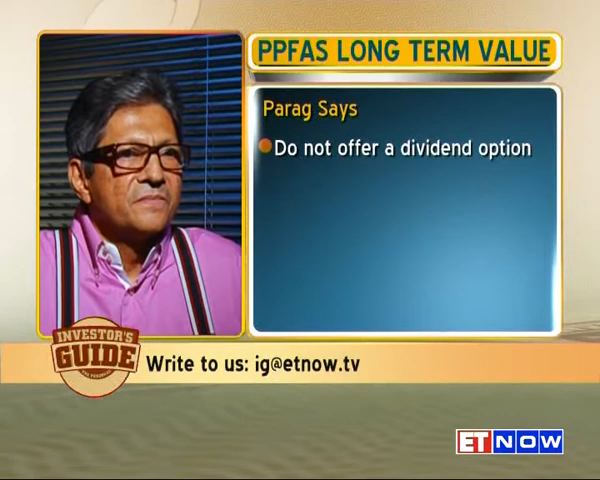 PPFAS LONG TERM VALUE
Parag Says
Do not offer a dividend option
INVESTOR'S
GUIDE
Write to us: ig@etnow.tv
ET NOW